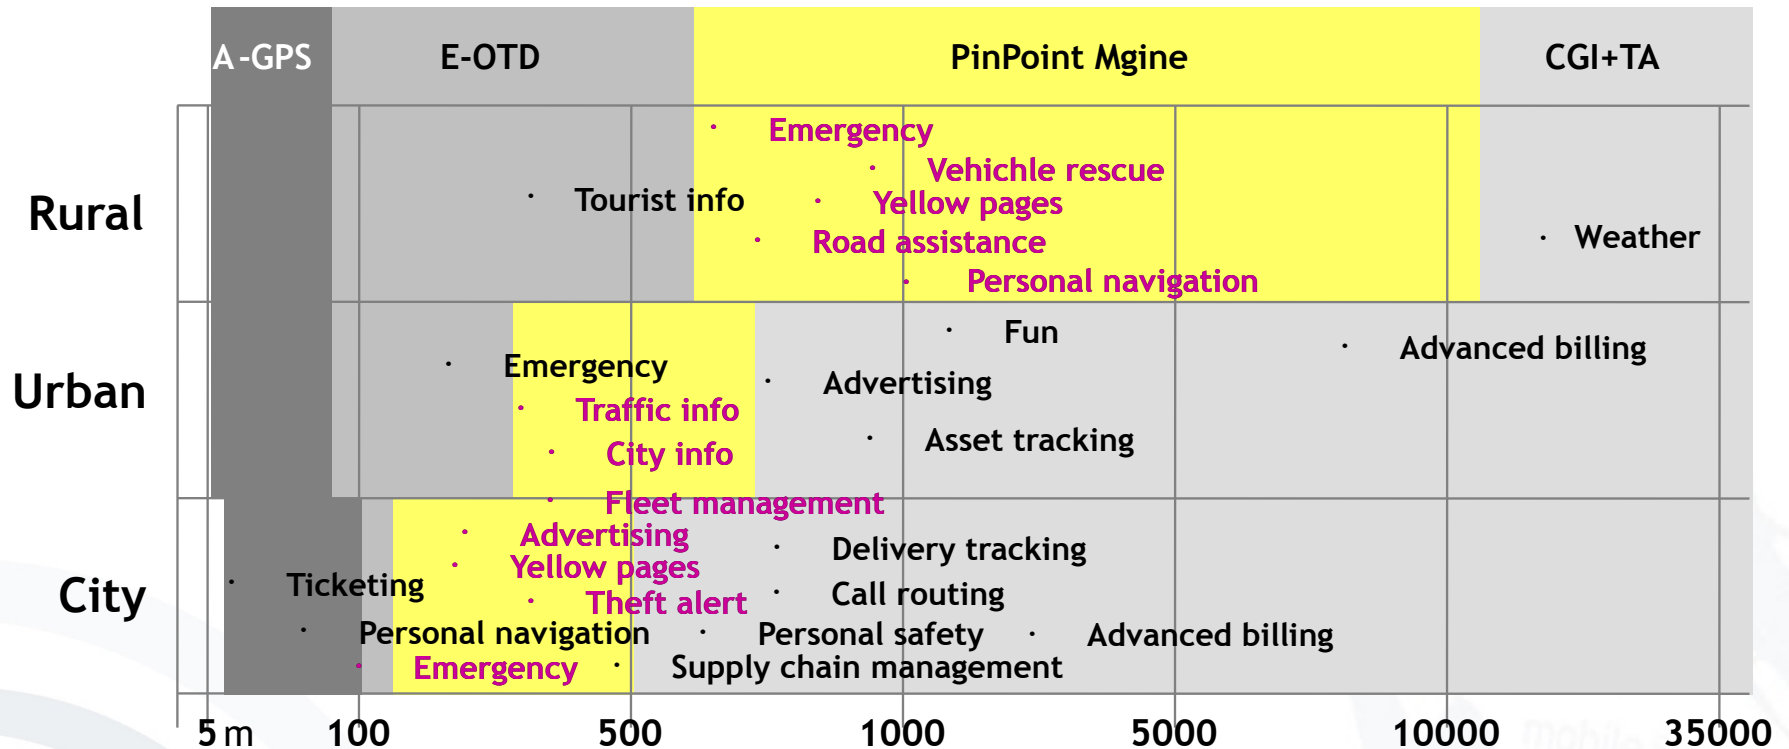 A-GPS E-OTD PinPoint Mgine CGI+TA
Rural
· Emergency
· Vehichle rescue
· Tourist info
· Yellow pages
· Road assistance
· Weather
· Personal navigation
Urban
· Fun
· Advanced billing
· Emergency
· Advertising
· Traffic info
· Asset tracking
· City info
City
· Fleet management
· Advertising
· Delivery tracking
· Yellow pages
· Ticketing
· Call routing
· Theft alert
· Personal navigation · Personal safety · Advanced billing
· Emergency · Supply chain management
5 m 100 500 1000 5000 10000 35000
mobile